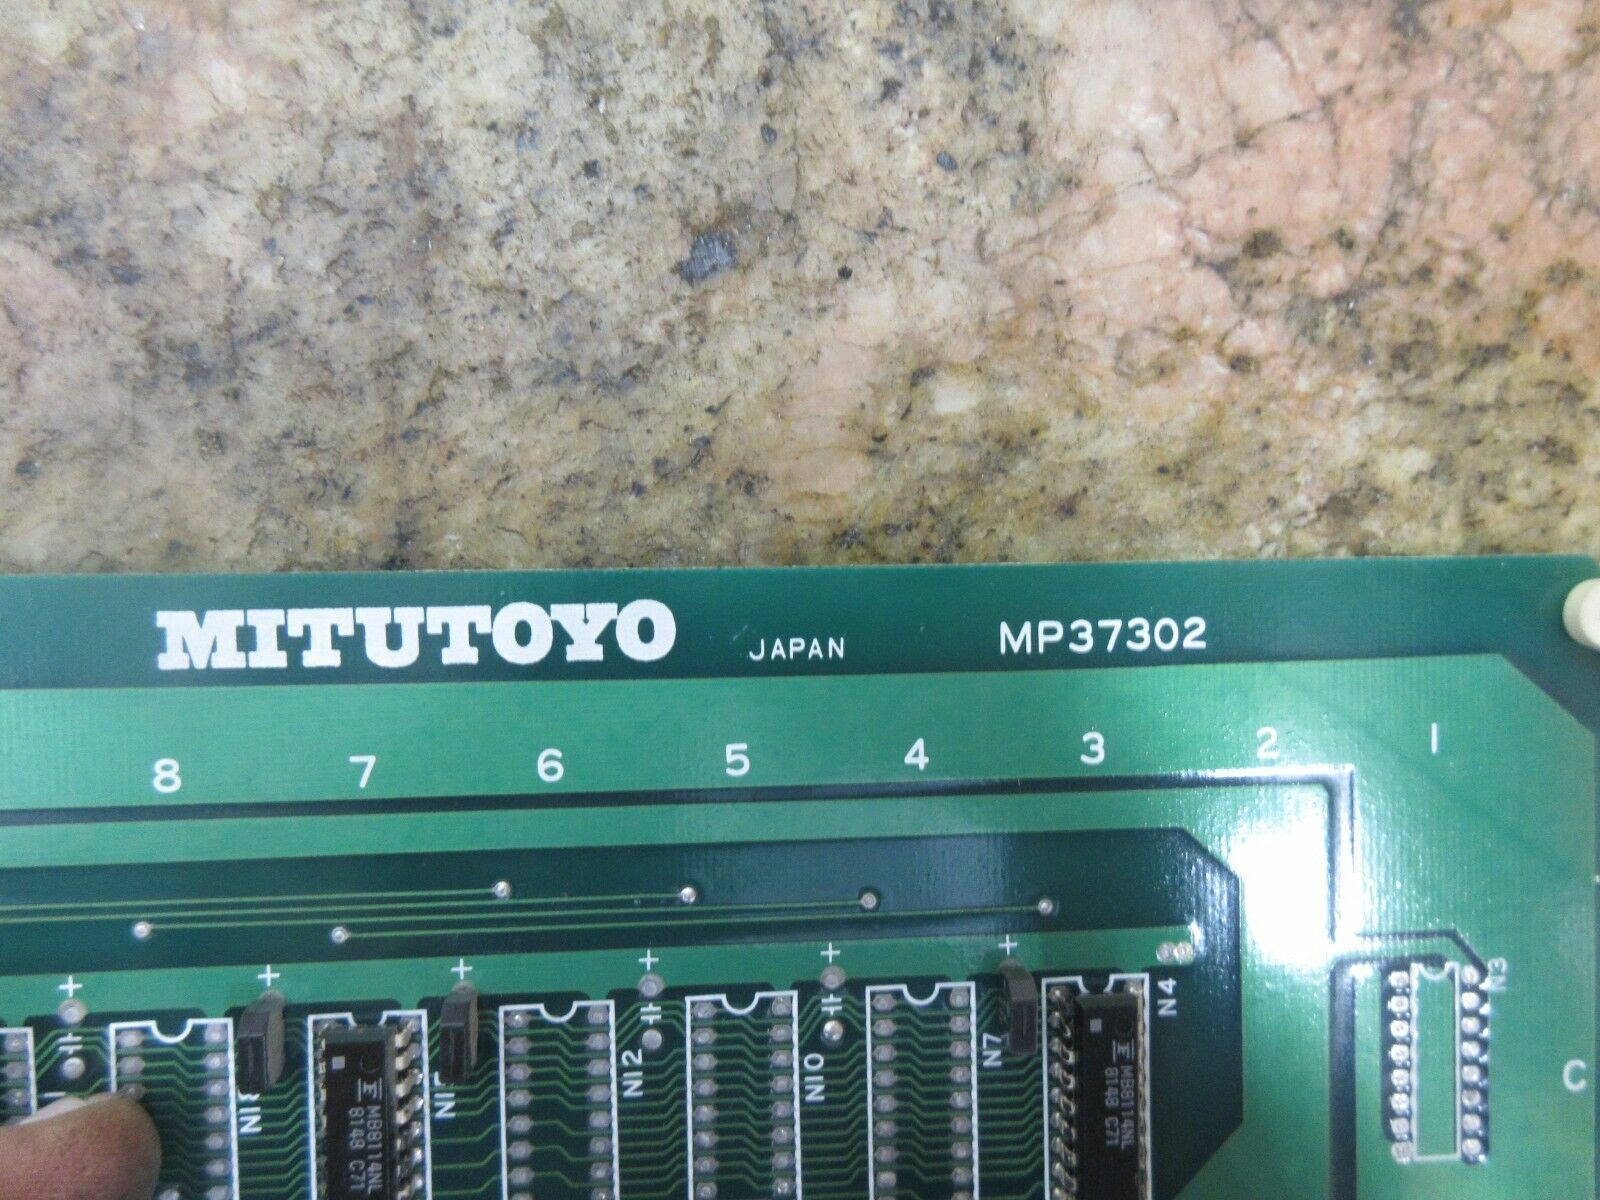 MITUTOYO JAPAN MP37302
8 7 6 5 4 3 2 1
+ + + + + +
N12 N10 N7 N4 N3
MB8114NL
8148 C71
MB8114NL
8148 C71
C